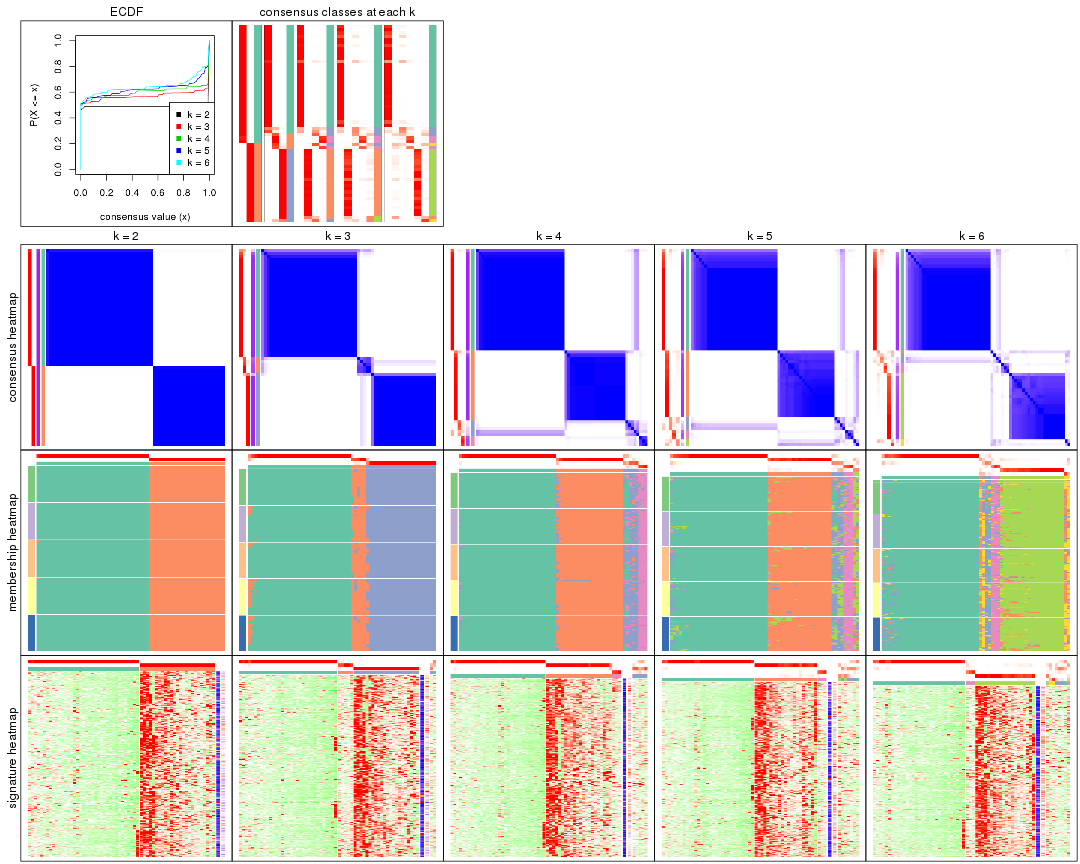 ECDF
consensus classes at each k
P(X <= x)
0.0
0.2
0.4
0.6
0.8
1.0
k = 2
k = 3
k = 4
k = 5
k = 6
0.0 0.2 0.4 0.6 0.8 1.0
consensus value (x)
k = 2
k = 3
k = 4
k = 5
k = 6
consensus heatmap
membership heatmap
signature heatmap